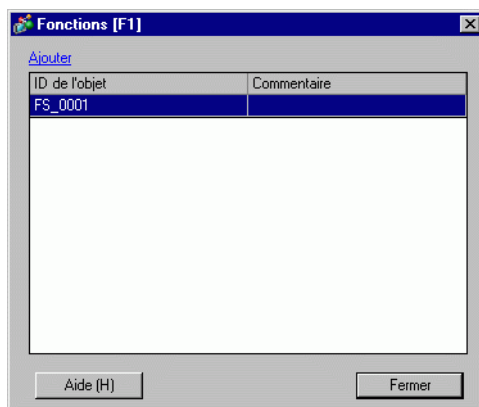 Fonctions [F1]
Ajouter
ID de l'objet Commentaire
FS_0001
Aide (H) Fermer